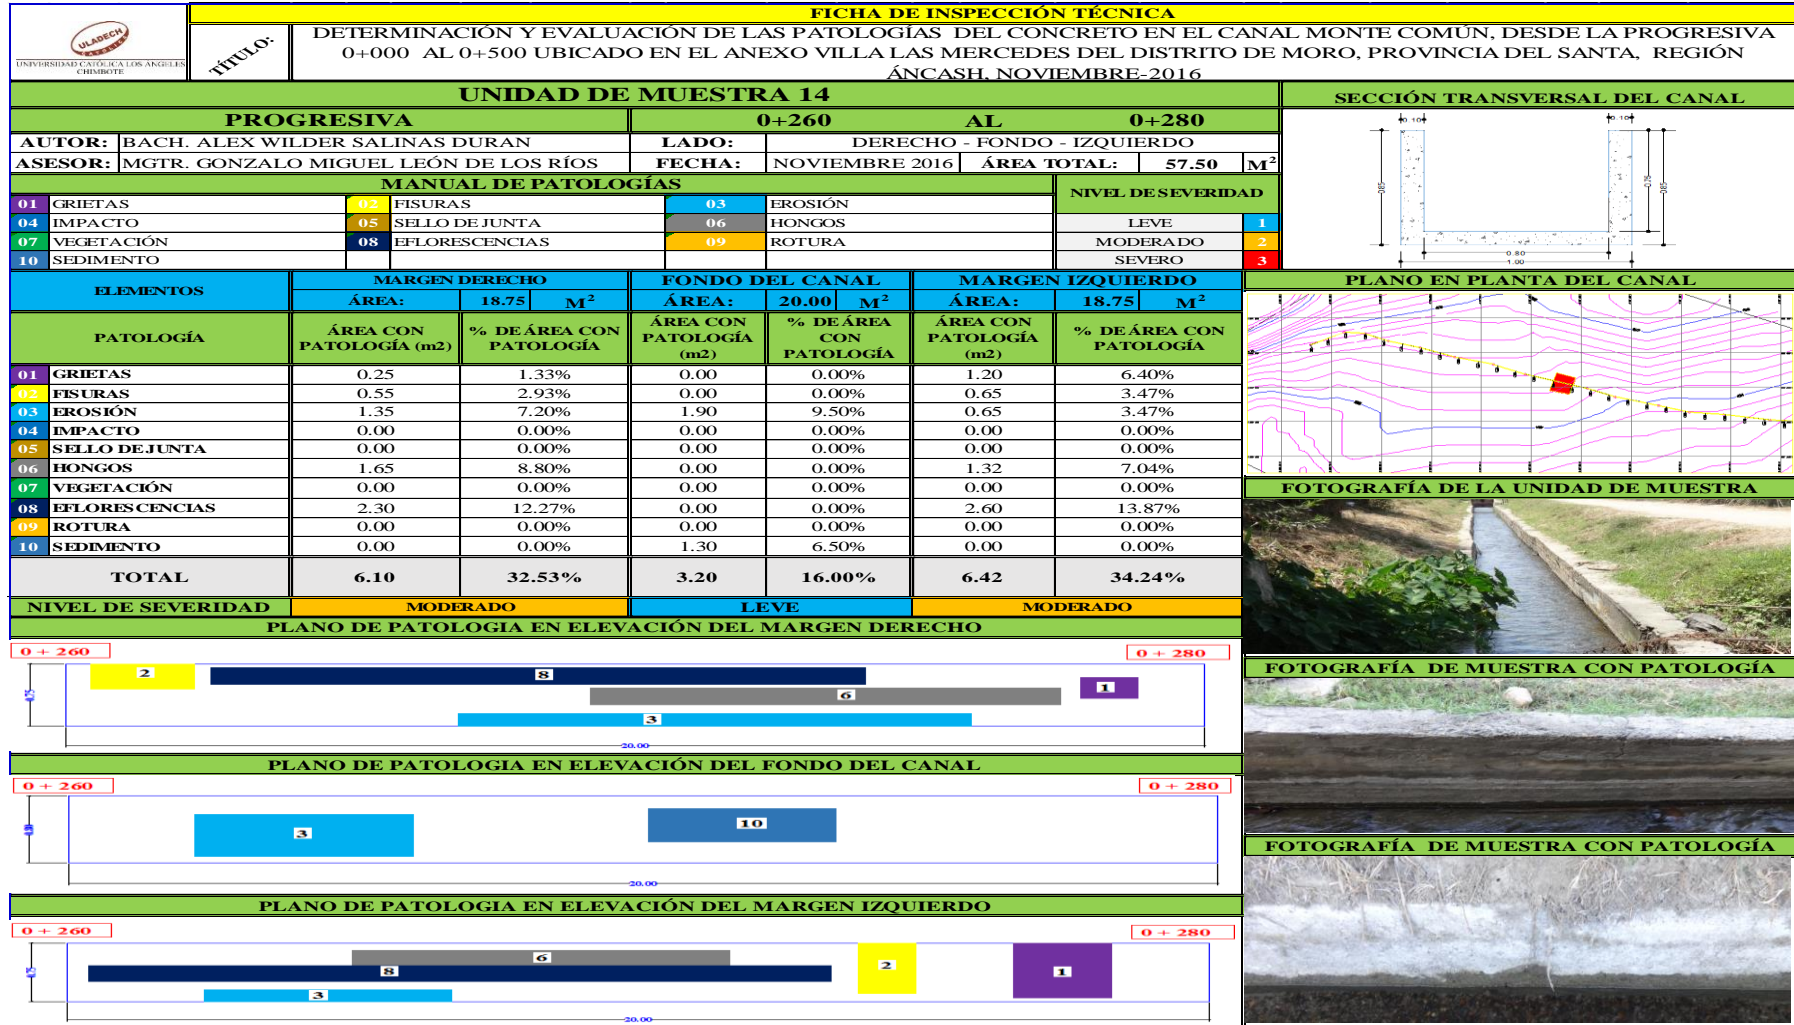 FICHA DE INSPECCIÓN TÉCNICA
ULADECH
CATÓLICA
UNIVERSIDAD CATÓLICA LOS ÁNGELES
CHIMBOTE
TÍTULO:
DETERMINACIÓN Y EVALUACIÓN DE LAS PATOLOGÍAS DEL CONCRETO EN EL CANAL MONTE COMÚN, DESDE LA PROGRESIVA
0+000 AL 0+500 UBICADO EN EL ANEXO VILLA LAS MERCEDES DEL DISTRITO DE MORO, PROVINCIA DEL SANTA, REGIÓN
ÁNCASH, NOVIEMBRE-2016
UNIDAD DE MUESTRA 14
SECCIÓN TRANSVERSAL DEL CANAL
PROGRESIVA 0+260 AL 0+280
AUTOR: BACH. ALEX WILDER SALINAS DURAN LADO: DERECHO - FONDO - IZQUIERDO
ASESOR: MGTR. GONZALO MIGUEL LEÓN DE LOS RÍOS FECHA: NOVIEMBRE 2016 ÁREA TOTAL: 57.50 M²
MANUAL DE PATOLOGÍAS NIVEL DE SEVERIDAD
01 GRIETAS 02 FISURAS 03 EROSIÓN
04 IMPACTO 05 SELLO DE JUNTA 06 HONGOS LEVE 1
07 VEGETACIÓN 08 EFLORESCENCIAS 09 ROTURA MODERADO 2
10 SEDIMENTO SEVERO 3
0.10 0.10
0.85 0.75 0.85
0.80
1.00
ELEMENTOS MARGEN DERECHO FONDO DEL CANAL MARGEN IZQUIERDO
ÁREA: 18.75 M² ÁREA: 20.00 M² ÁREA: 18.75 M²
PATOLOGÍA ÁREA CON PATOLOGÍA (m2) % DE ÁREA CON PATOLOGÍA ÁREA CON PATOLOGÍA (m2) % DE ÁREA CON PATOLOGÍA ÁREA CON PATOLOGÍA (m2) % DE ÁREA CON PATOLOGÍA
01 GRIETAS 0.25 1.33% 0.00 0.00% 1.20 6.40%
02 FISURAS 0.55 2.93% 0.00 0.00% 0.65 3.47%
03 EROSIÓN 1.35 7.20% 1.90 9.50% 0.65 3.47%
04 IMPACTO 0.00 0.00% 0.00 0.00% 0.00 0.00%
05 SELLO DE JUNTA 0.00 0.00% 0.00 0.00% 0.00 0.00%
06 HONGOS 1.65 8.80% 0.00 0.00% 1.32 7.04%
07 VEGETACIÓN 0.00 0.00% 0.00 0.00% 0.00 0.00%
08 EFLORESCENCIAS 2.30 12.27% 0.00 0.00% 2.60 13.87%
09 ROTURA 0.00 0.00% 0.00 0.00% 0.00 0.00%
10 SEDIMENTO 0.00 0.00% 1.30 6.50% 0.00 0.00%
TOTAL 6.10 32.53% 3.20 16.00% 6.42 34.24%
NIVEL DE SEVERIDAD MODERADO LEVE MODERADO
PLANO EN PLANTA DEL CANAL
FOTOGRAFÍA DE LA UNIDAD DE MUESTRA
FOTOGRAFÍA DE MUESTRA CON PATOLOGÍA
FOTOGRAFÍA DE MUESTRA CON PATOLOGÍA
PLANO DE PATOLOGIA EN ELEVACIÓN DEL MARGEN DERECHO
0 + 260 0 + 280
2 8 6 1 3
20.00
PLANO DE PATOLOGIA EN ELEVACIÓN DEL FONDO DEL CANAL
0 + 260 0 + 280
3 10
20.00
PLANO DE PATOLOGIA EN ELEVACIÓN DEL MARGEN IZQUIERDO
0 + 260 0 + 280
6 8 3 2 1
20.00